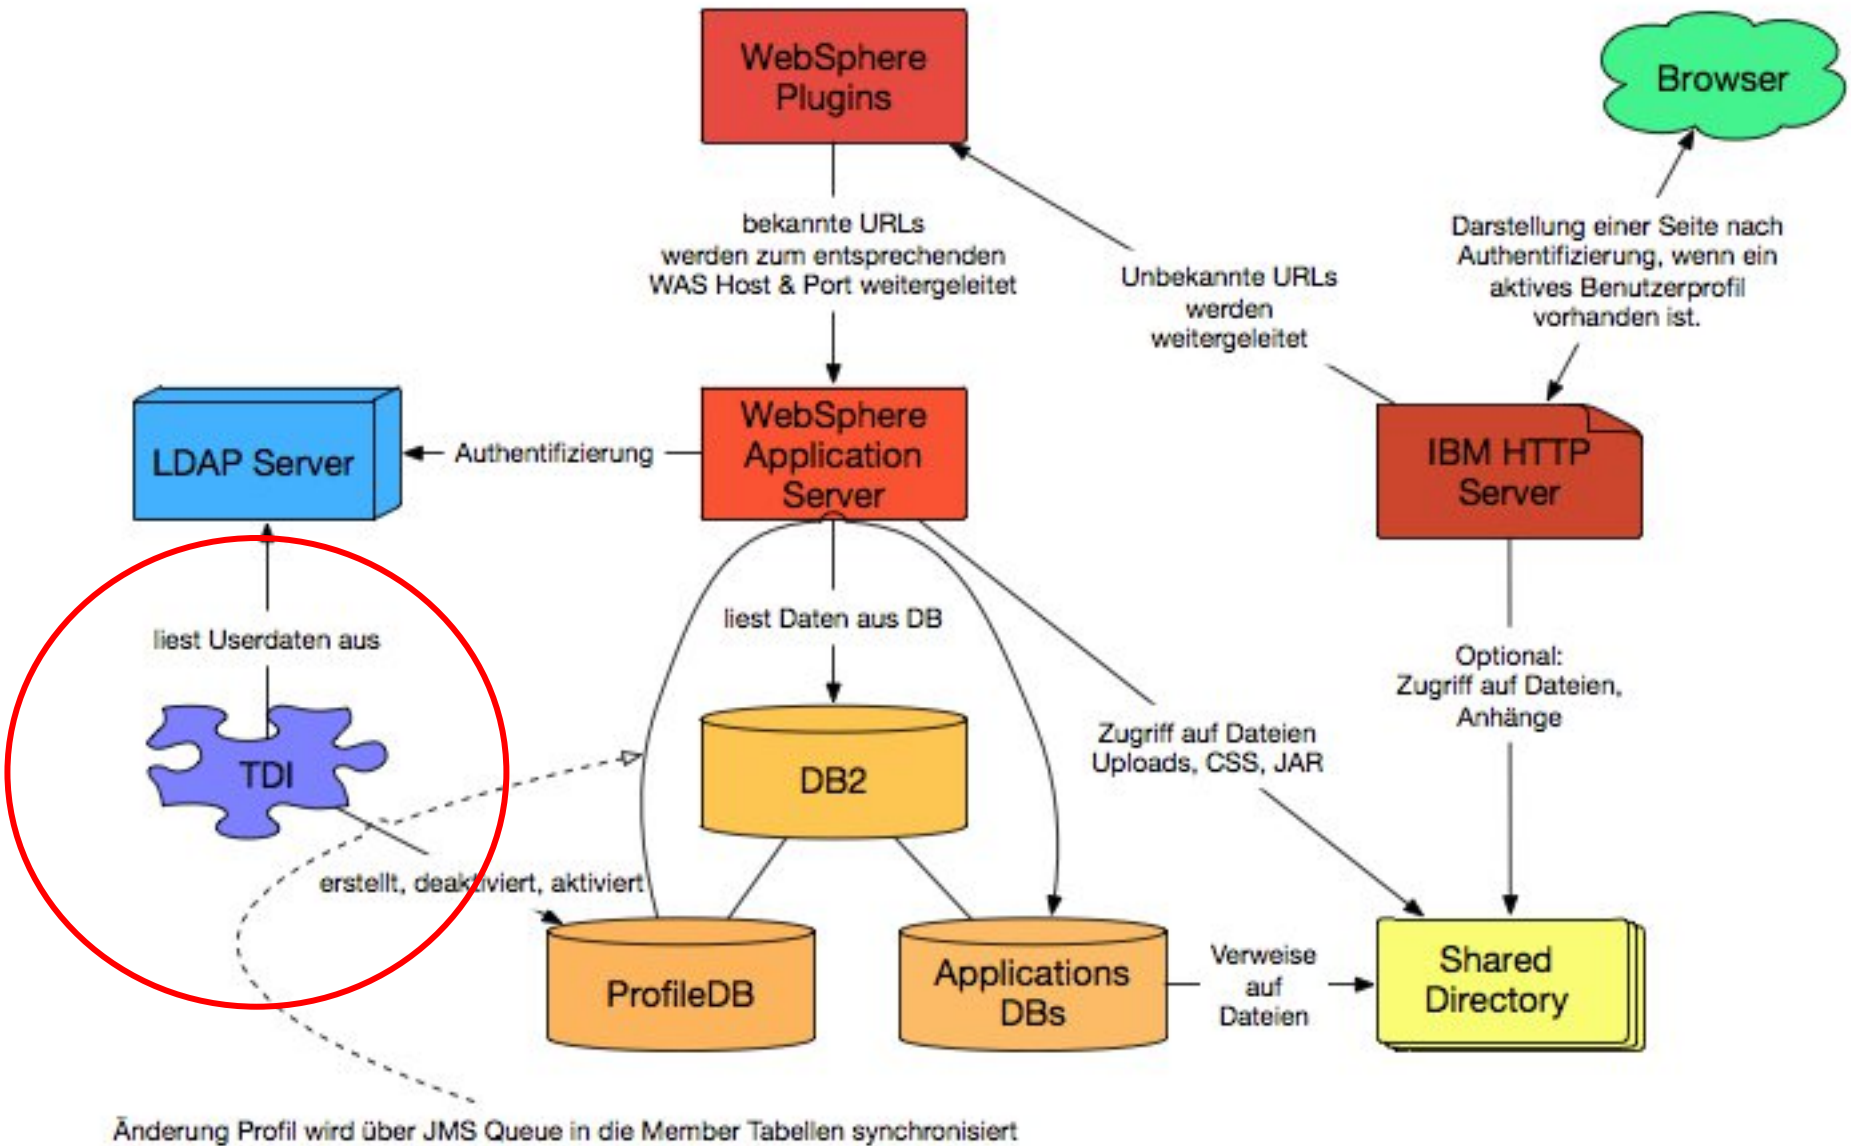 WebSphere
Plugins
Browser
bekannte URLs
werden zum entsprechenden
WAS Host & Port weitergeleitet
Unbekannte URLs
werden
weitergeleitet
Darstellung einer Seite nach
Authentifizierung, wenn ein
aktives Benutzerprofil
vorhanden ist.
LDAP Server
Authentifizierung
WebSphere
Application
Server
IBM HTTP
Server
liest Userdaten aus
liest Daten aus DB
Optional:
Zugriff auf Dateien,
Anhänge
TDI
DB2
Zugriff auf Dateien
Uploads, CSS, JAR
erstellt, deaktiviert, aktiviert
ProfileDB
Applications
DBs
Verweise
auf
Dateien
Shared
Directory
Änderung Profil wird über JMS Queue in die Member Tabellen synchronisiert